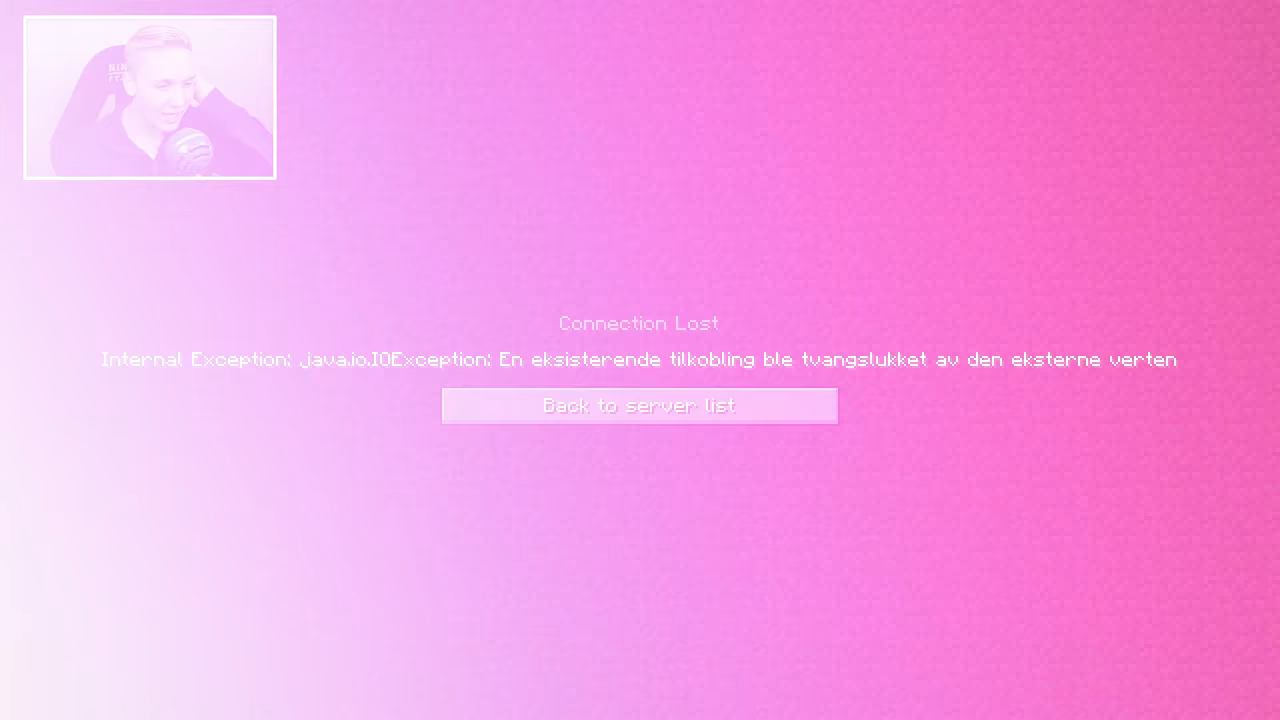 Connection Lost
Internal Exception: java.io.IOException: En eksisterende tilkobling ble tvangslukket av den eksterne verten
Back to server list